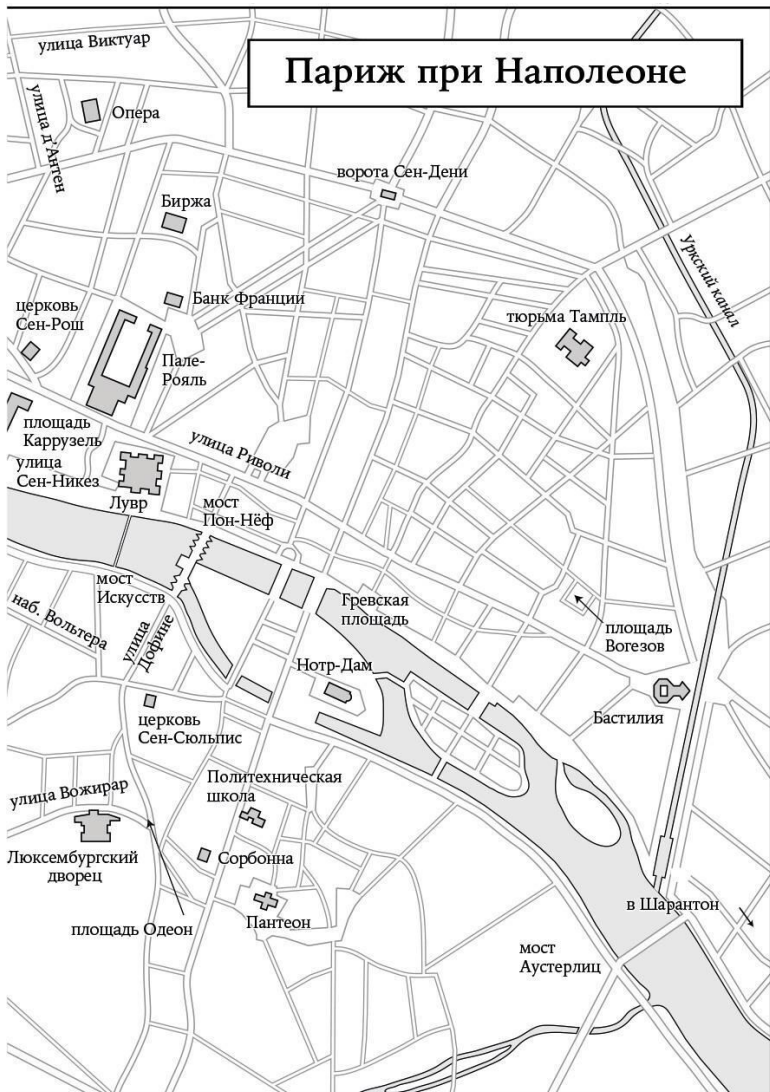 улица Виктуар
Париж при Наполеоне
улица д'Антен
Опера
ворота Сен-Дени
Биржа
Уркский канал
Банк Франции
церковь
Сен-Рош
тюрьма Тампль
Пале-
Рояль
площадь
Каррузель
улица Риволи
улица
Сен-Никез
Лувр
мост
Пон-Нёф
мост
Искусств
наб. Вольтера
улица
Дофине
Гревская
площадь
площадь
Вогезов
Нотр-Дам
Бастилия
церковь
Сен-Сюльпис
Политехническая
школа
улица Вожирар
Люксембургский
дворец
Сорбонна
в Шарантон
площадь Одеон
Пантеон
мост
Аустерлиц